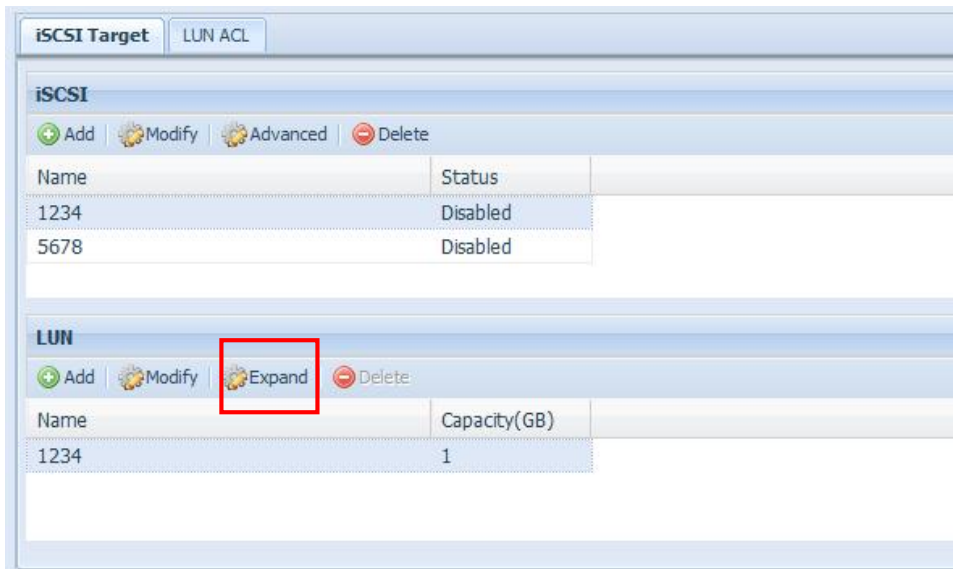 iSCSI Target LUN ACL
iSCSI
Add Modify Advanced Delete
Name Status
1234 Disabled
5678 Disabled
LUN
Add Modify Expand Delete
Name Capacity(GB)
1234 1